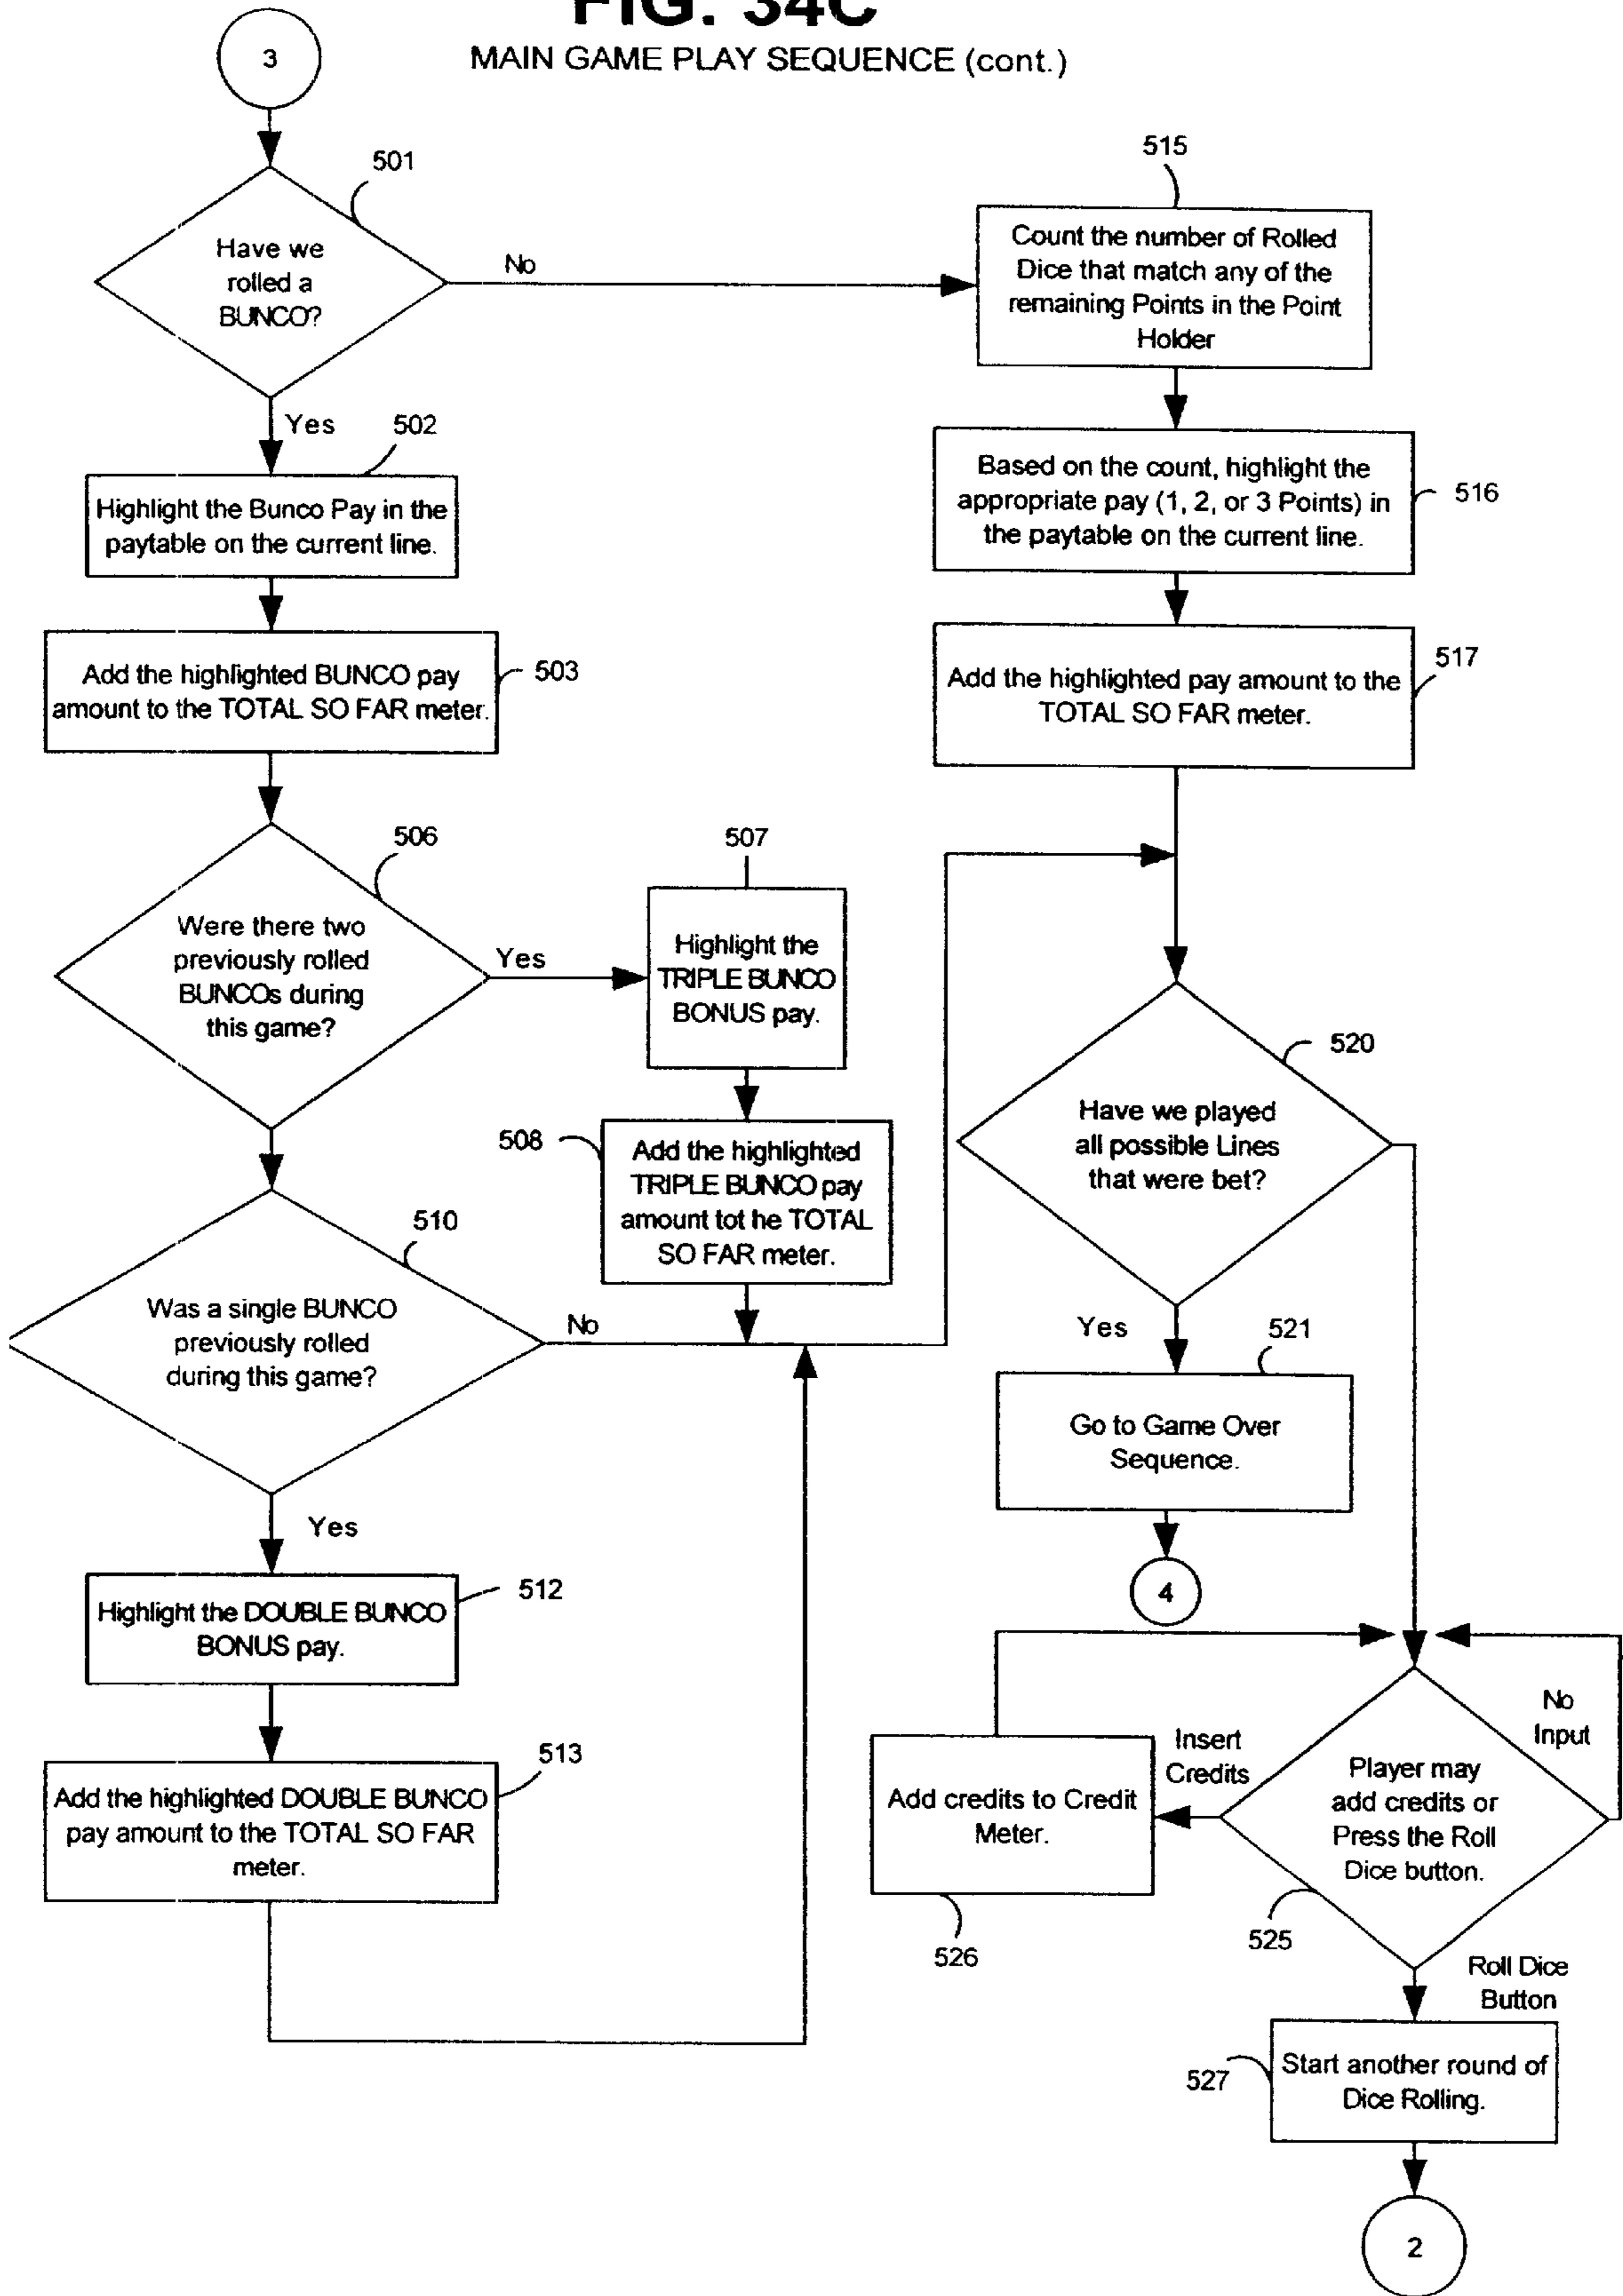 FIG. 34C
MAIN GAME PLAY SEQUENCE (cont.)
3
501
Have we
rolled a
BUNCO?
No
Yes
502
Highlight the Bunco Pay in the
paytable on the current line.
Add the highlighted BUNCO pay
amount to the TOTAL SO FAR meter.
503
506
Were there two
previously rolled
BUNCOs during
this game?
Yes
507
Highlight the
TRIPLE BUNCO
BONUS pay.
508
Add the highlighted
TRIPLE BUNCO pay
amount tot he TOTAL
SO FAR meter.
510
Was a single BUNCO
previously rolled
during this game?
No
Yes
512
Highlight the DOUBLE BUNCO
BONUS pay.
513
Add the highlighted DOUBLE BUNCO
pay amount to the TOTAL SO FAR
meter.
515
Count the number of Rolled
Dice that match any of the
remaining Points in the Point
Holder
Based on the count, highlight the
appropriate pay (1, 2, or 3 Points) in
the paytable on the current line.
516
517
Add the highlighted pay amount to the
TOTAL SO FAR meter.
520
Have we played
all possible Lines
that were bet?
Yes
521
Go to Game Over
Sequence.
4
No
Input
Insert
Credits
Player may
add credits or
Press the Roll
Dice button.
Add credits to Credit
Meter.
525
526
Roll Dice
Button
527
Start another round of
Dice Rolling.
2